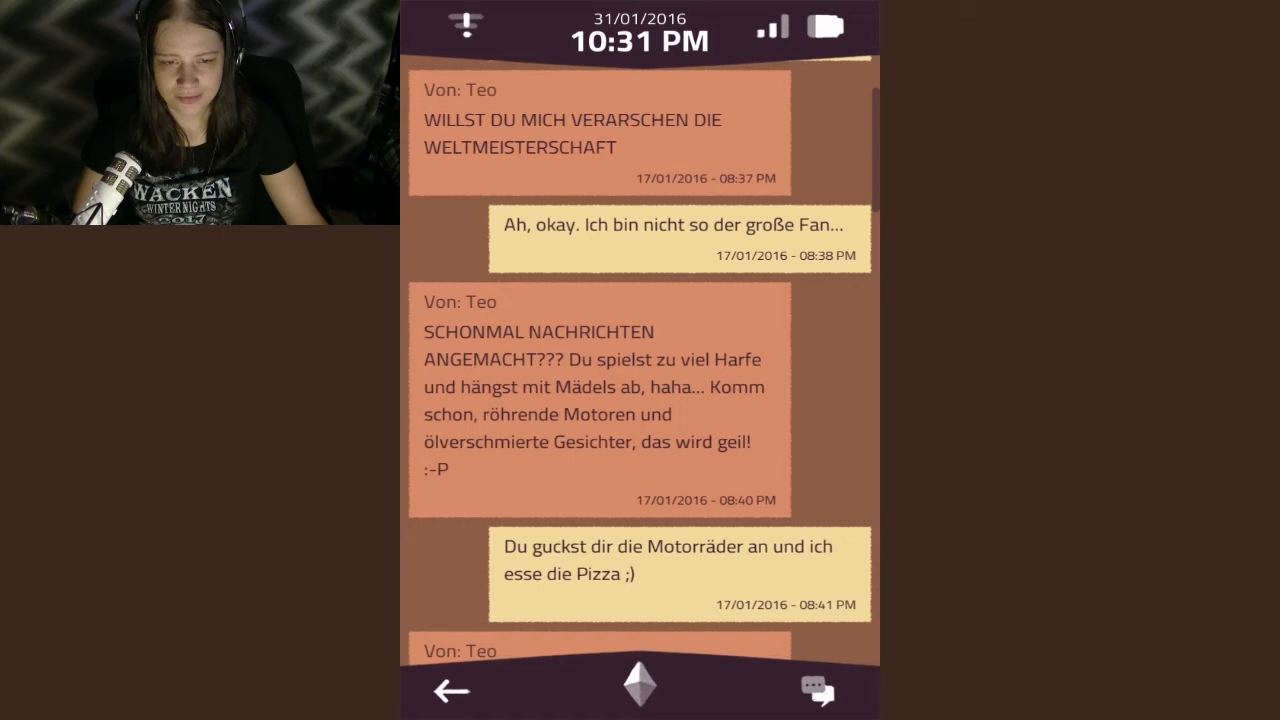 31/01/2016
10:31 PM
Von: Teo
WILLST DU MICH VERARSCHEN DIE
WELTMEISTERSCHAFT
17/01/2016 - 08:37 PM
Ah, okay. Ich bin nicht so der große Fan...
17/01/2016 - 08:38 PM
Von: Teo
SCHONMAL NACHRICHTEN
ANGEMACHT??? Du spielst zu viel Harfe
und hängst mit Mädels ab, haha... Komm
schon, röhrende Motoren und
ölverschmierte Gesichter, das wird geil!
:-P
17/01/2016 - 08:40 PM
Du guckst dir die Motorräder an und ich
esse die Pizza ;)
17/01/2016 - 08:41 PM
Von: Teo
WACKEN
WINTER NIGHTS
2017